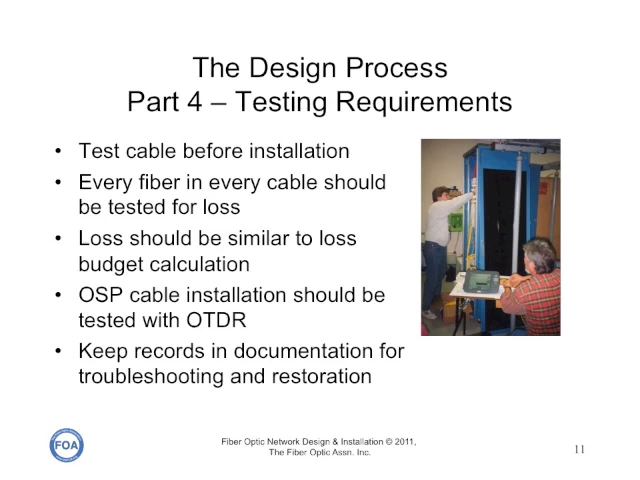 The Design Process
Part 4 – Testing Requirements
• Test cable before installation
• Every fiber in every cable should
be tested for loss
• Loss should be similar to loss
budget calculation
• OSP cable installation should be
tested with OTDR
• Keep records in documentation for
troubleshooting and restoration
FOA
Fiber Optic Network Design & Installation © 2011,
The Fiber Optic Assn. Inc.
11